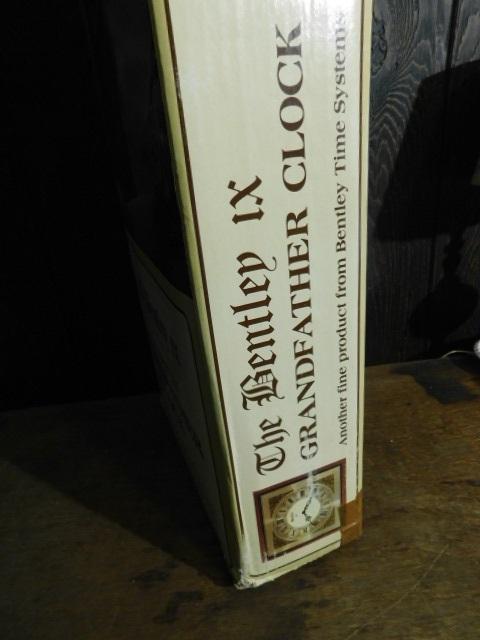 The Bentley IX
GRANDFATHER CLOCK
Another fine product from Bentley Time Systems